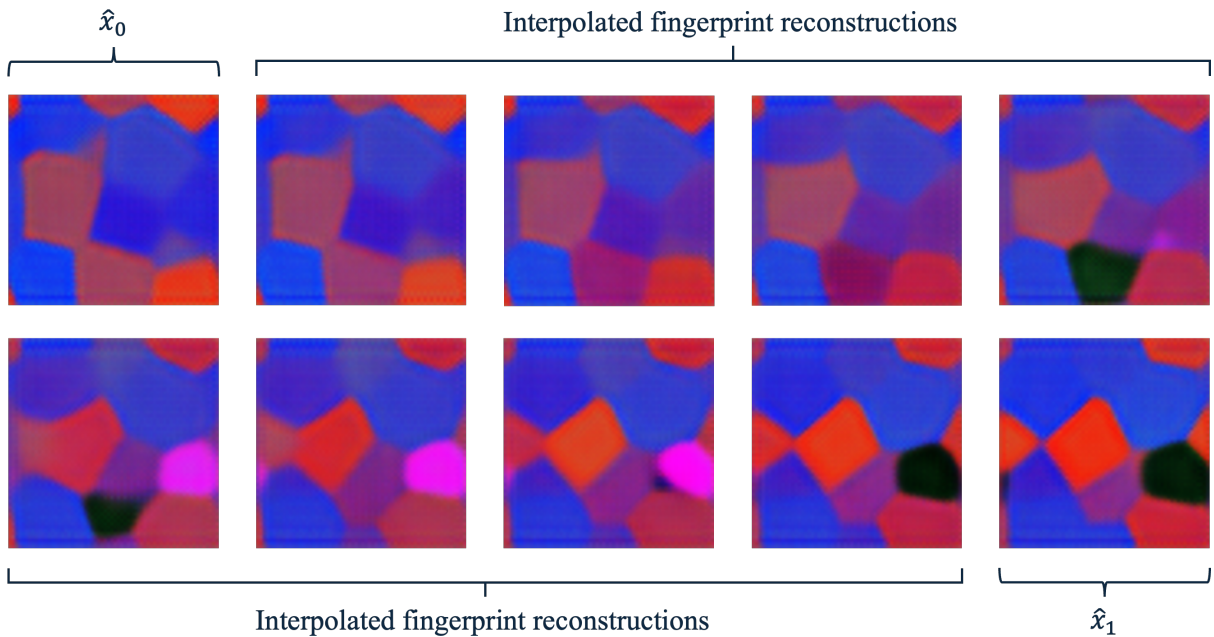 x̂₀
Interpolated fingerprint reconstructions
Interpolated fingerprint reconstructions
x̂₁